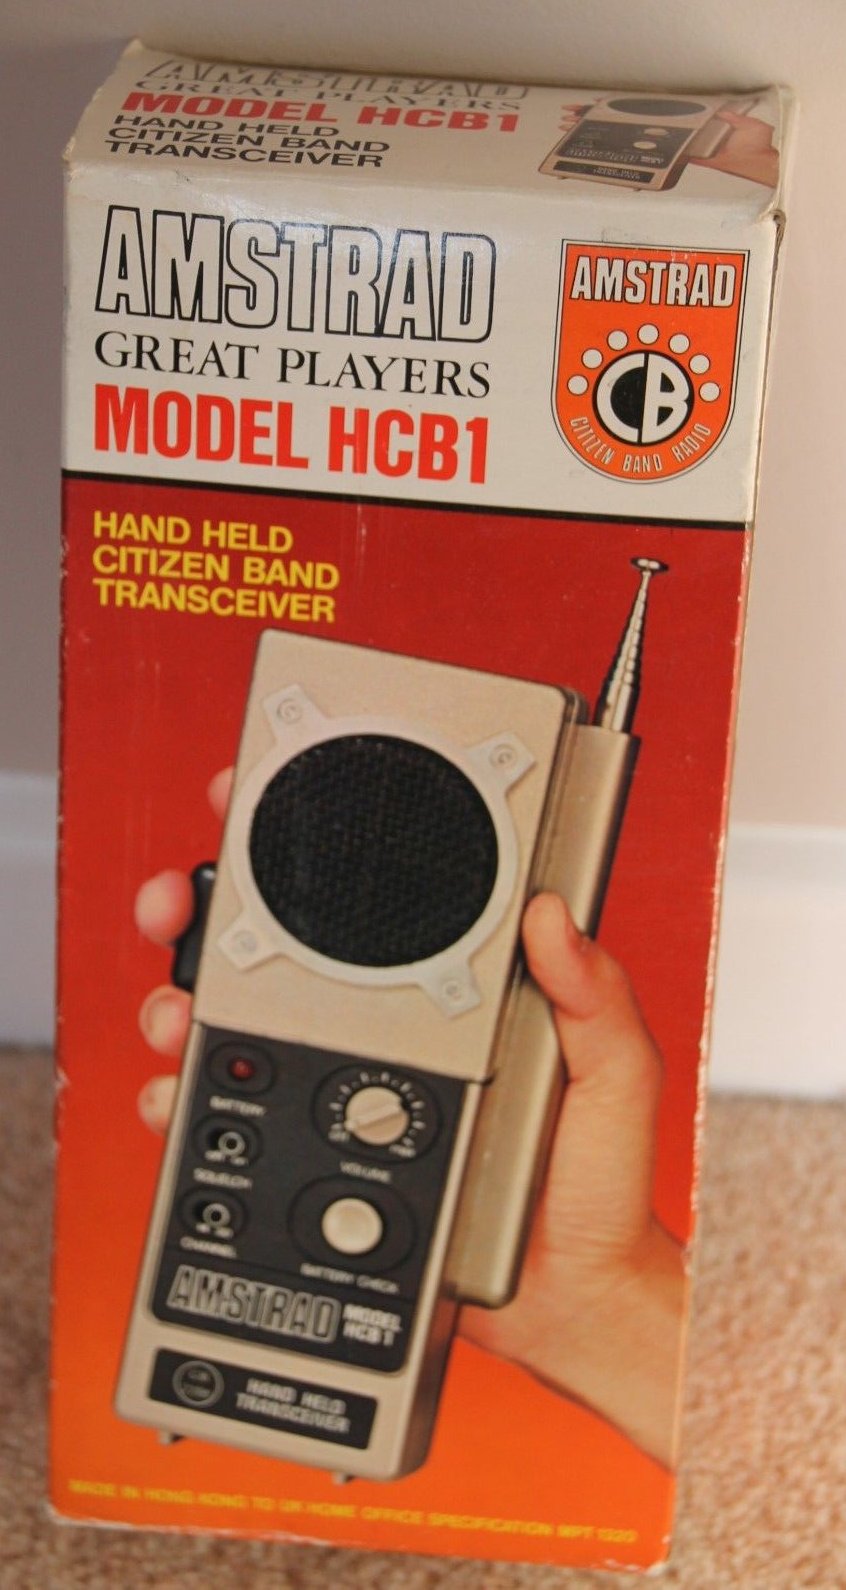 AMSTRAD
GREAT PLAYERS
MODEL HCB1
HAND HELD
CITIZEN BAND
TRANSCEIVER
AMSTRAD
GREAT PLAYERS
MODEL HCB1
AMSTRAD
CB
CITIZEN BAND RADIO
HAND HELD
CITIZEN BAND
TRANSCEIVER
BATTERY
VOLUME
SQUELCH
CHANNEL
BATTERY CHECK
AMSTRAD MODEL
HCB1
HAND HELD
TRANSCEIVER
MADE IN HONG KONG TO UK HOME OFFICE SPECIFICATION MPT 1320